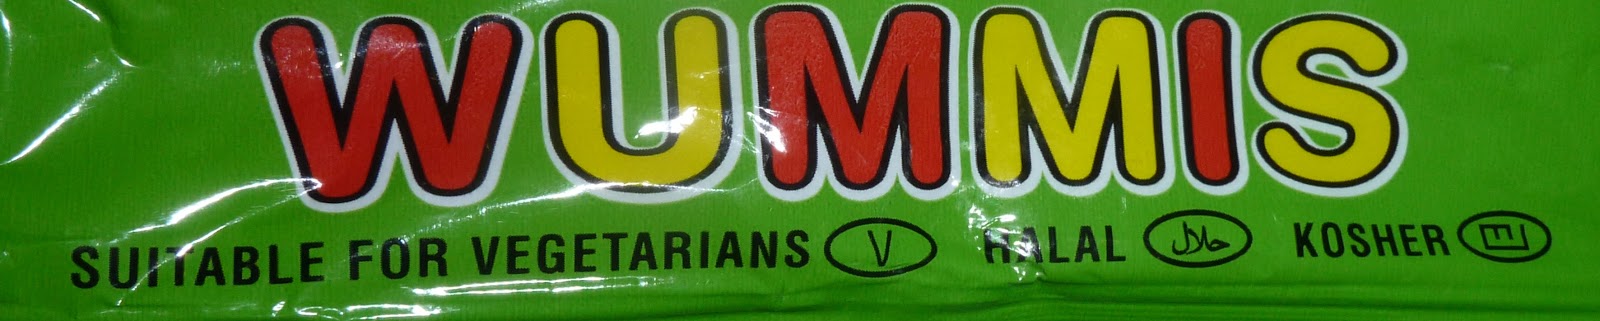 WUMMIS
SUITABLE FOR VEGETARIANS V HALAL حلال KOSHER